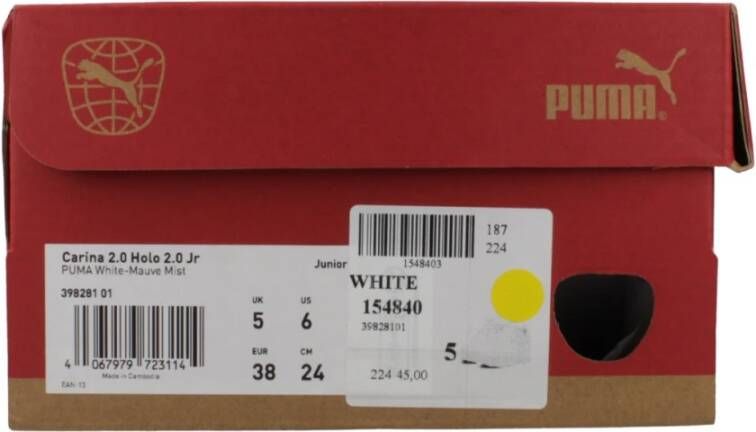 PUMA®
Carina 2.0 Holo 2.0 Jr
PUMA White-Mauve Mist
Junior
398281 01
UK US
5 6
EUR CM
38 24
4 067979 723114
Made in Cambodia
EAN-13
187
224
1548403
WHITE
154840
39828101
5
224 45,00